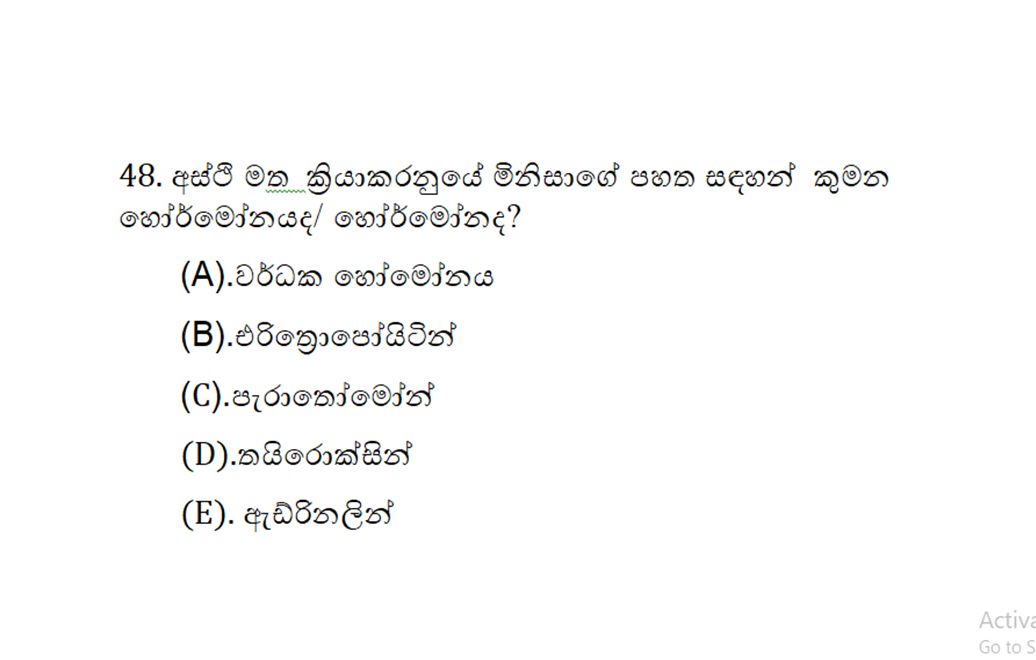 48. අස්ථි මත ක්‍රියාකරනුයේ මිනිසාගේ පහත සඳහන් කුමන
හෝර්මෝනයද/ හෝර්මෝනද?
(A).වර්ධක හෝමෝනය
(B).එරිත්‍රොපෝයිටින්
(C).පැරාතෝමෝන්
(D).තයිරොක්සින්
(E). ඇඩ්රිනලින්
Activa
Go to S